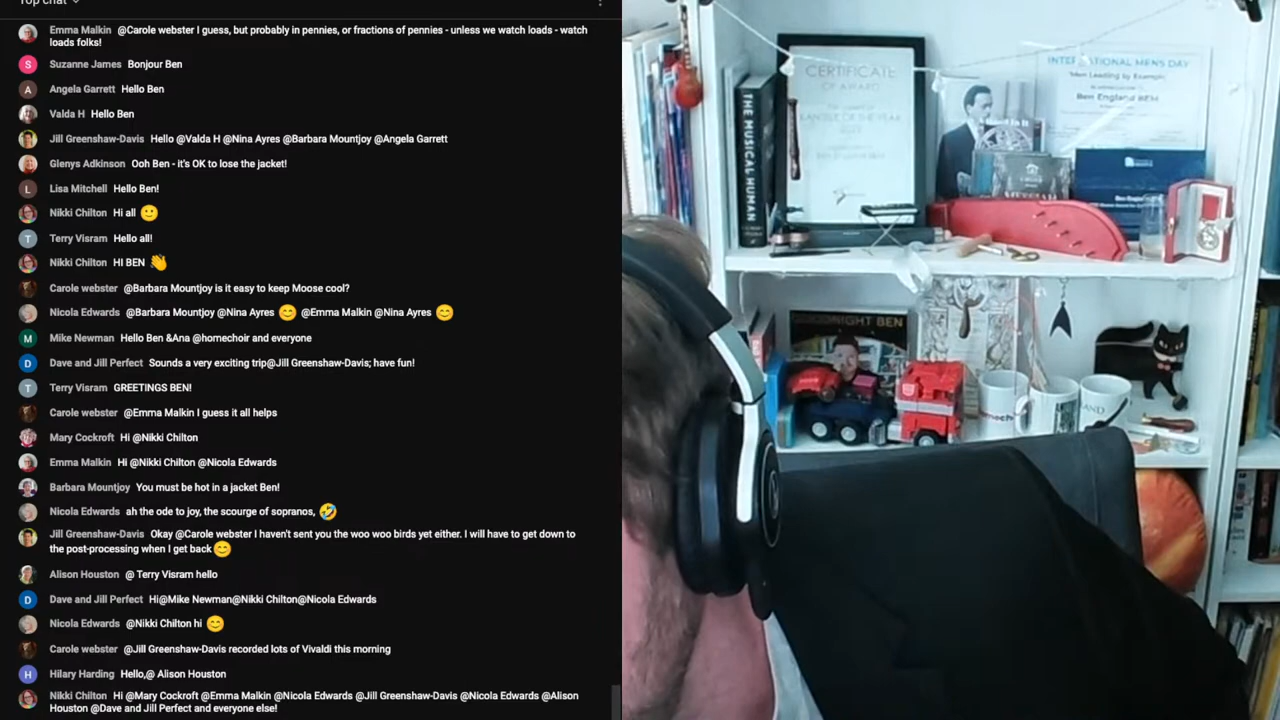 Top chat
Emma Malkin @Carole webster I guess, but probably in pennies, or fractions of pennies - unless we watch loads - watch
loads folks!
Suzanne James Bonjour Ben
Angela Garrett Hello Ben
Valda H Hello Ben
Jill Greenshaw-Davis Hello @Valda H @Nina Ayres @Barbara Mountjoy @Angela Garrett
Glenys Adkinson Ooh Ben - it's OK to lose the jacket!
Lisa Mitchell Hello Ben!
Nikki Chilton Hi all 🙂
Terry Visram Hello all!
Nikki Chilton HI BEN 👋
Carole webster @Barbara Mountjoy is it easy to keep Moose cool?
Nicola Edwards @Barbara Mountjoy @Nina Ayres 😊 @Emma Malkin @Nina Ayres 😊
Mike Newman Hello Ben &Ana @homechoir and everyone
Dave and Jill Perfect Sounds a very exciting trip@Jill Greenshaw-Davis; have fun!
Terry Visram GREETINGS BEN!
Carole webster @Emma Malkin I guess it all helps
Mary Cockroft Hi @Nikki Chilton
Emma Malkin Hi @Nikki Chilton @Nicola Edwards
Barbara Mountjoy You must be hot in a jacket Ben!
Nicola Edwards ah the ode to joy, the scourge of sopranos, 🤣
Jill Greenshaw-Davis Okay @Carole webster I haven't sent you the woo woo birds yet either. I will have to get down to
the post-processing when I get back 😊
Alison Houston @ Terry Visram hello
Dave and Jill Perfect Hi@Mike Newman@Nikki Chilton@Nicola Edwards
Nicola Edwards @Nikki Chilton hi 😊
Carole webster @Jill Greenshaw-Davis recorded lots of Vivaldi this morning
Hilary Harding Hello,@ Alison Houston
Nikki Chilton Hi @Mary Cockroft @Emma Malkin @Nicola Edwards @Jill Greenshaw-Davis @Nicola Edwards @Alison
Houston @Dave and Jill Perfect and everyone else!
CERTIFICATE
OF AWARD
THE MUSICAL HUMAN
INTERNATIONAL MEN'S DAY
'Men Leading by Example'
Ben England BEM
GOODNIGHT BEN